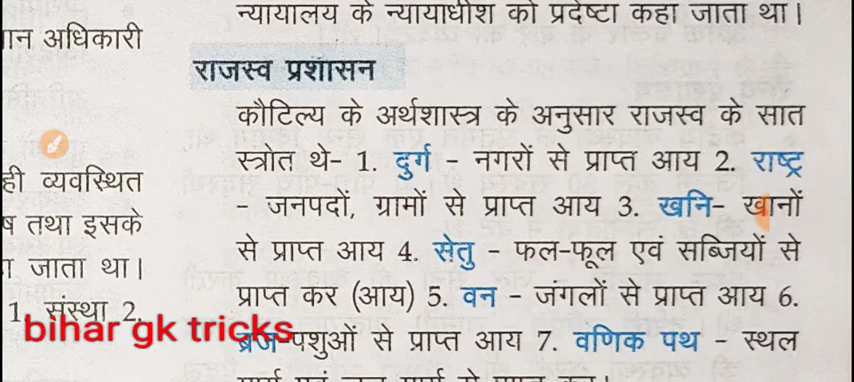 न्यायालय के न्यायाधीश को प्रदेष्टा कहा जाता था।
अधिकारी
राजस्व प्रशासन
कौटिल्य के अर्थशास्त्र के अनुसार राजस्व के सात
स्त्रोत थे- 1. दुर्ग - नगरों से प्राप्त आय 2. राष्ट्र
ही व्यवस्थित
- जनपदों, ग्रामों से प्राप्त आय 3. खनि- खानों
तथा इसके
से प्राप्त आय 4. सेतु - फल-फूल एवं सब्जियों से
जाता था।
प्राप्त कर (आय) 5. वन - जंगलों से प्राप्त आय 6.
1. संस्था 2.
bihar gk tricks
ब्रज-पशुओं से प्राप्त आय 7. वणिक पथ - स्थल